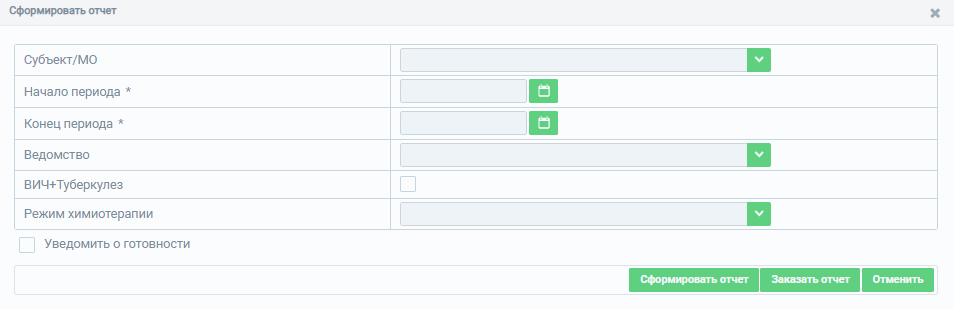 Сформировать отчет
Субъект/МО
Начало периода *
Конец периода *
Ведомство
ВИЧ+Туберкулез
Режим химиотерапии
Уведомить о готовности
Сформировать отчет Заказать отчет Отменить